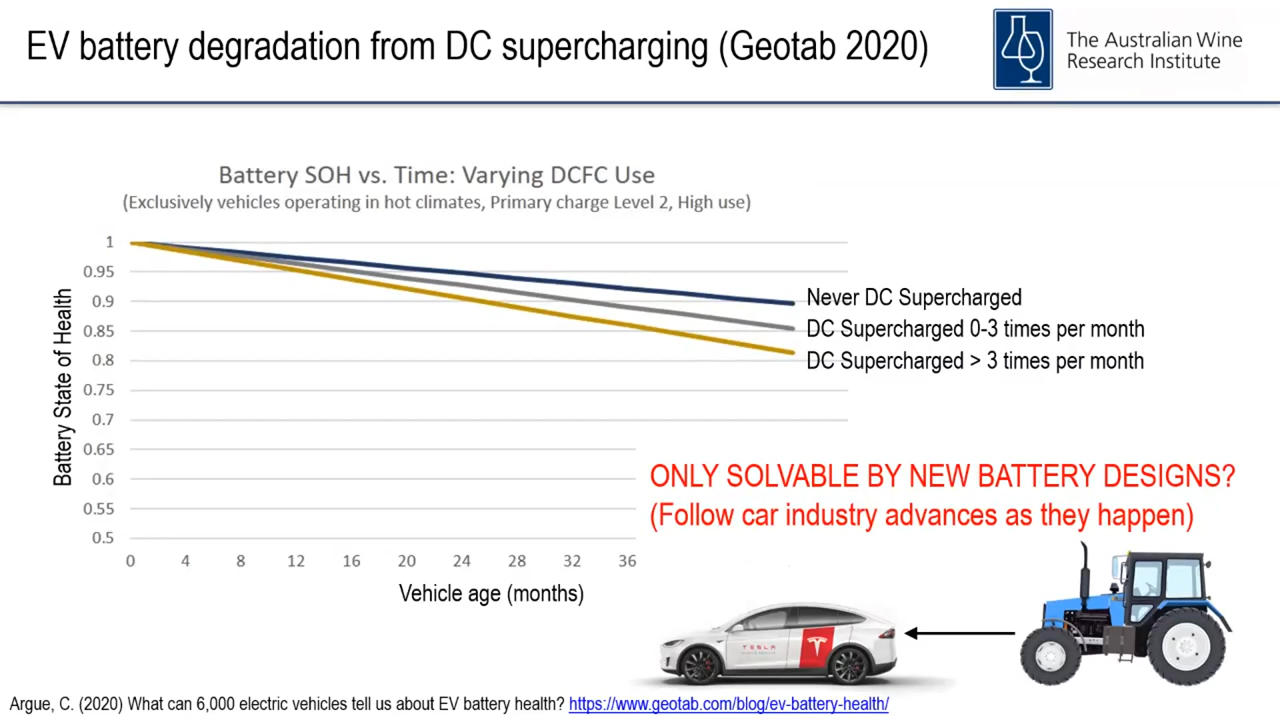 EV battery degradation from DC supercharging (Geotab 2020)
The Australian Wine
Research Institute
Battery SOH vs. Time: Varying DCFC Use
(Exclusively vehicles operating in hot climates, Primary charge Level 2, High use)
Battery State of Health
1
0.95
0.9
0.85
0.8
0.75
0.7
0.65
0.6
0.55
0.5
0 4 8 12 16 20 24 28 32 36
Vehicle age (months)
Never DC Supercharged
DC Supercharged 0-3 times per month
DC Supercharged > 3 times per month
ONLY SOLVABLE BY NEW BATTERY DESIGNS?
(Follow car industry advances as they happen)
TESLA
Argue, C. (2020) What can 6,000 electric vehicles tell us about EV battery health? https://www.geotab.com/blog/ev-battery-health/